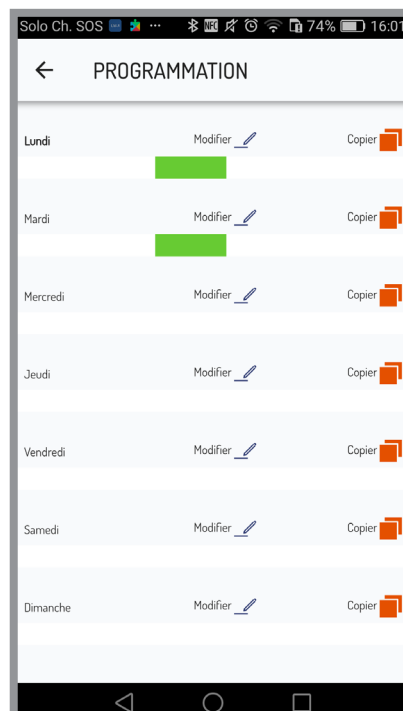 Solo Ch. SOS ... NFC 74% 16:01
PROGRAMMATION
Lundi Modifier Copier
Mardi Modifier Copier
Mercredi Modifier Copier
Jeudi Modifier Copier
Vendredi Modifier Copier
Samedi Modifier Copier
Dimanche Modifier Copier